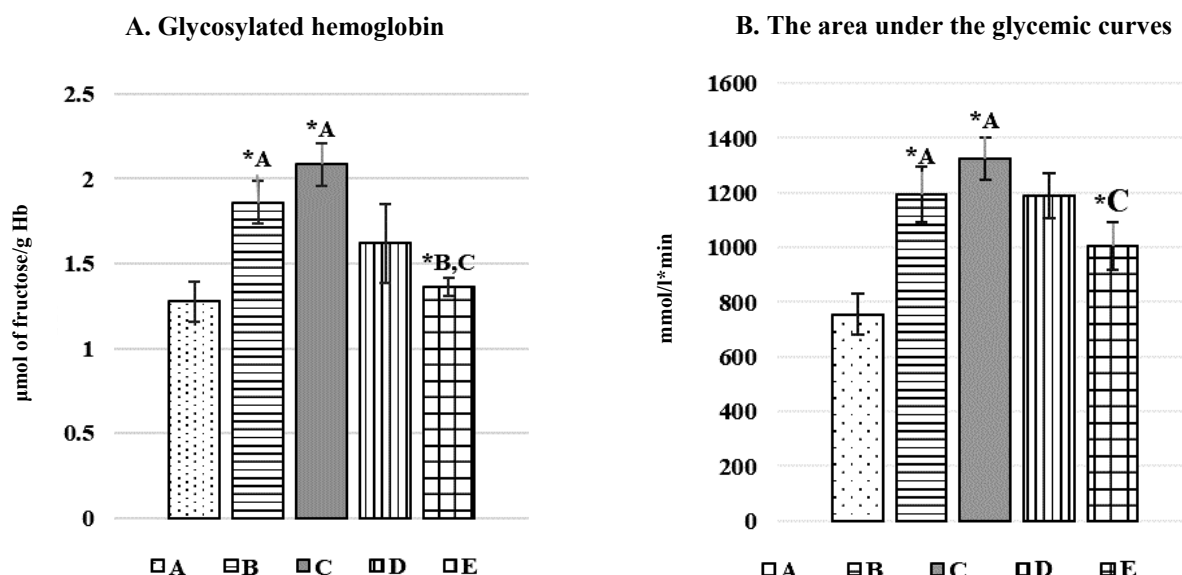 A. Glycosylated hemoglobin
µmol of fructose/g Hb
2.5
2
1.5
1
0.5
0
*A
*A
*B,C
A B C D E
B. The area under the glycemic curves
mmol/l*min
1600
1400
1200
1000
800
600
400
200
0
*A
*A
*C
A B C D E